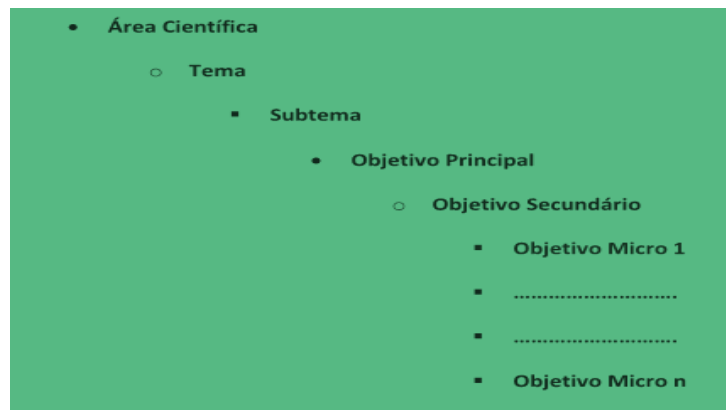 • Área Científica
○ Tema
▪ Subtema
• Objetivo Principal
○ Objetivo Secundário
▪ Objetivo Micro 1
▪ ............................
▪ ............................
▪ Objetivo Micro n